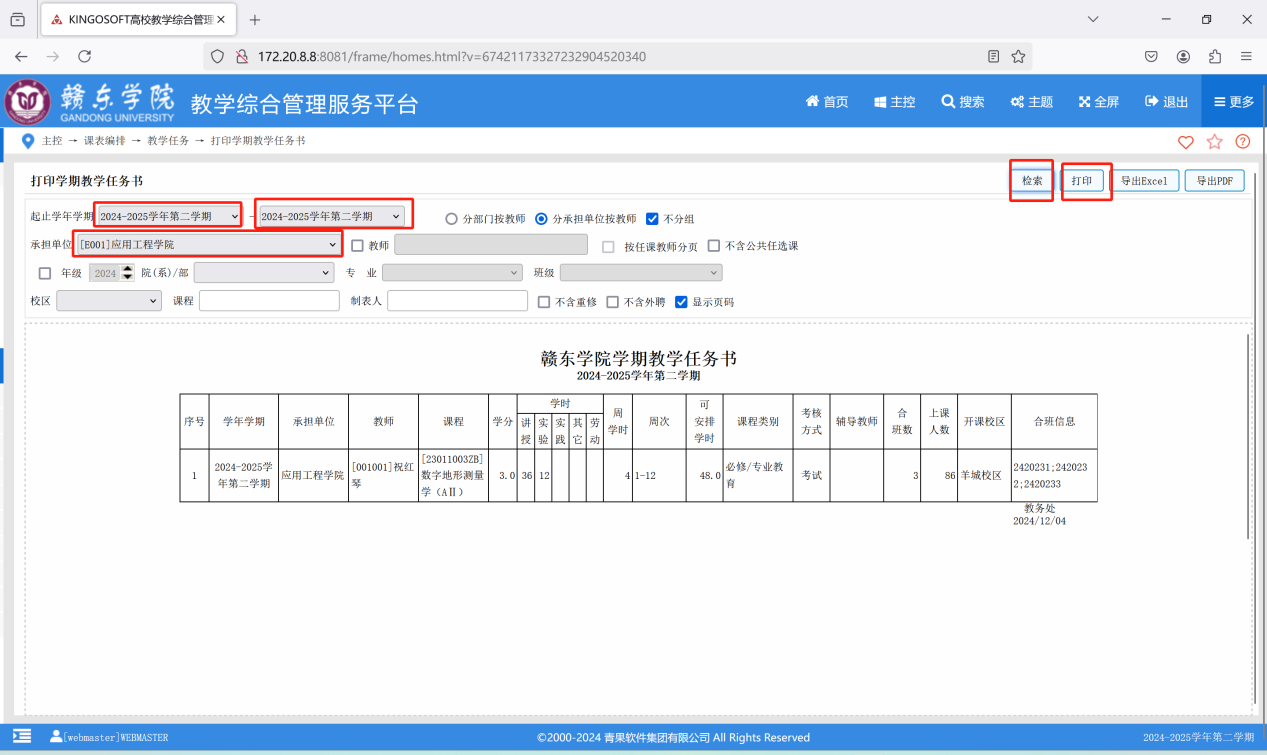 KINGOSOFT高校教学综合管理
172.20.8.8:8081/frame/homes.html?v=67421173327232904520340
赣东学院 GANDONG UNIVERSITY 教学综合管理服务平台 首页 主控 搜索 主题 全屏 退出 更多
主控 → 课表编排 → 教学任务 → 打印学期教学任务书
打印学期教学任务书 检索 打印 导出Excel 导出PDF
起止学年学期 2024-2025学年第二学期 - 2024-2025学年第二学期 分部门按教师 分承担单位按教师 不分组
承担单位 [E001]应用工程学院 教师 按任课教师分页 不含公共任选课
年级 2024 院(系)/部 专 业 班级
校区 课程 制表人 不含重修 不含外聘 显示页码
赣东学院学期教学任务书
2024-2025学年第二学期
序号 学年学期 承担单位 教师 课程 学分 学时 讲授 实验 实践 其它 劳动 周学时 周次 可安排学时 课程类别 考核方式 辅导教师 合班数 上课人数 开课校区 合班信息
1 2024-2025学年第二学期 应用工程学院 [001001]祝红琴 [23011003ZB]数字地形测量学（AⅡ） 3.0 36 12 4 1-12 48.0 必修/专业教育 考试 3 86 羊城校区 2420231;2420232;2420233
教务处
2024/12/04
[webmaster]WEBMASTER ©2000-2024 青果软件集团有限公司 All Rights Reserved 2024-2025学年第二学期